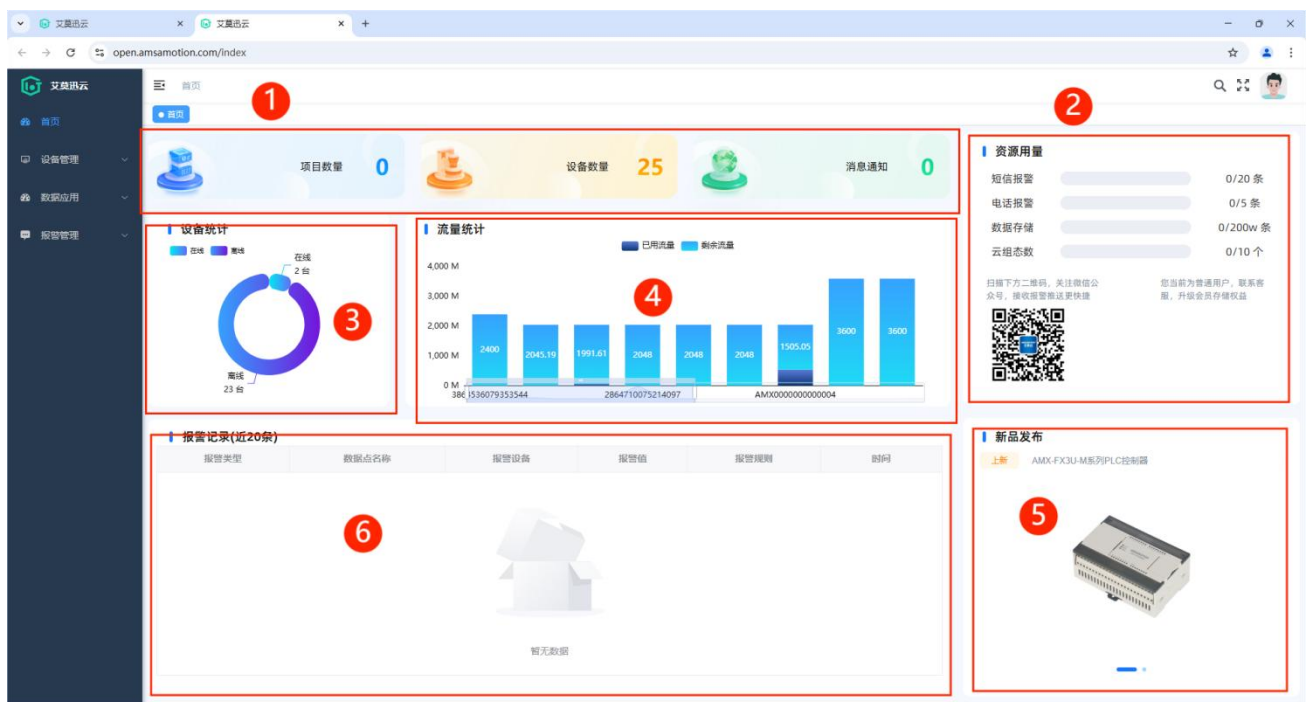 艾莫迅云 艾莫迅云
open.amsamotion.com/index
艾莫迅云
首页
设备管理
数据应用
报警管理
首页
首页
1
项目数量 0
设备数量 25
消息通知 0
2
资源用量
短信报警 0/20 条
电话报警 0/5 条
数据存储 0/200w 条
云组态数 0/10 个
扫描下方二维码，关注微信公
众号，接收报警推送更快捷
您当前为普通用户，联系客
服，升级会员存储权益
设备统计
在线 离线
在线
2 台
3
离线
23 台
流量统计
已用流量 剩余流量
4,000 M
3,000 M
2,000 M
1,000 M
0 M
4
2400 2045.19 1991.61 2048 2048 2048 1505.05 3600 3600
2864710075214097 AMX0000000000004
报警记录(近20条)
报警类型 数据点名称 报警设备 报警值 报警规则 时间
6
暂无数据
新品发布
上新 AMX-FX3U-M系列PLC控制器
5